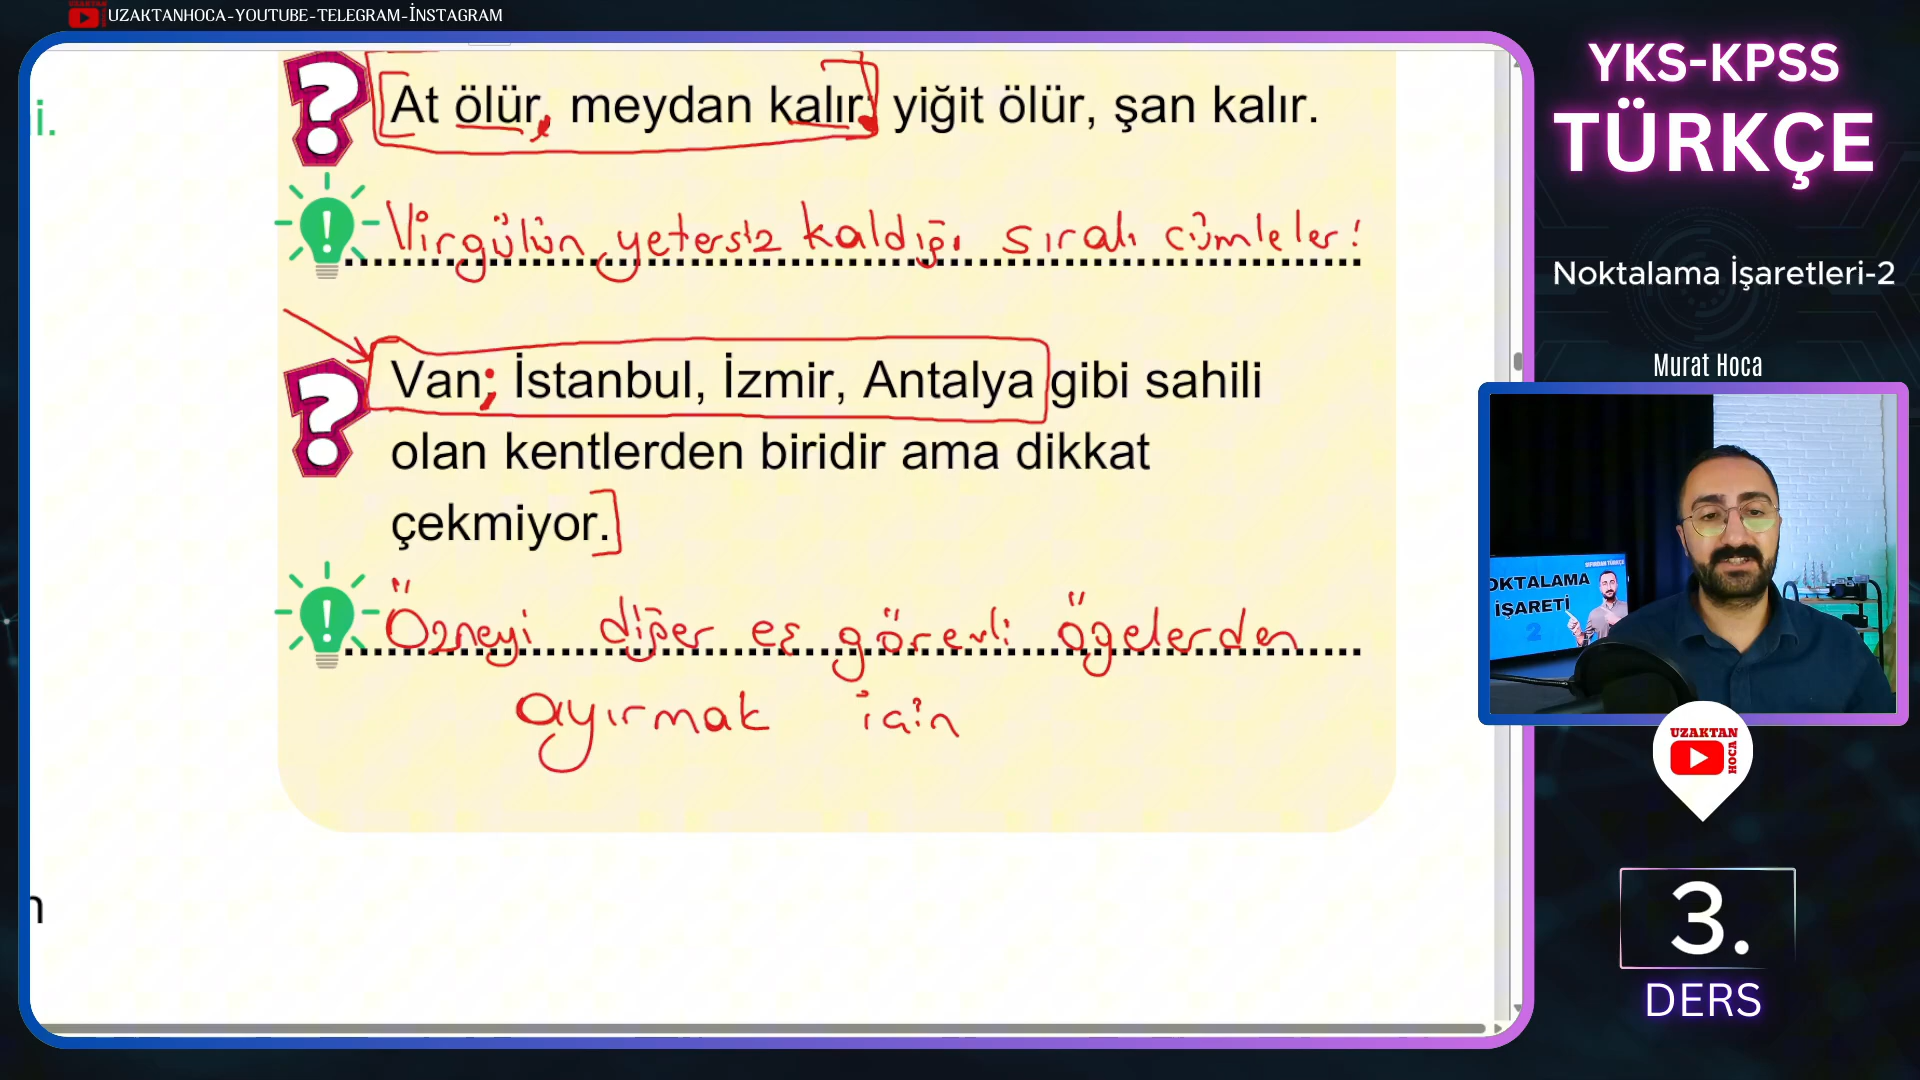 UZAKTANHOCA-YOUTUBE-TELEGRAM-İNSTAGRAM
i.
At ölür, meydan kalır; yiğit ölür, şan kalır.
Virgülün yetersiz kaldığı sıralı cümleler!
Van; İstanbul, İzmir, Antalya gibi sahili
olan kentlerden biridir ama dikkat
çekmiyor.
Özneyi diğer eş görevli ögelerden
ayırmak için
n
YKS-KPSS
TÜRKÇE
Noktalama İşaretleri-2
Murat Hoca
OKTALAMA
İŞARETİ
2
UZAKTAN
HOCA
3.
DERS